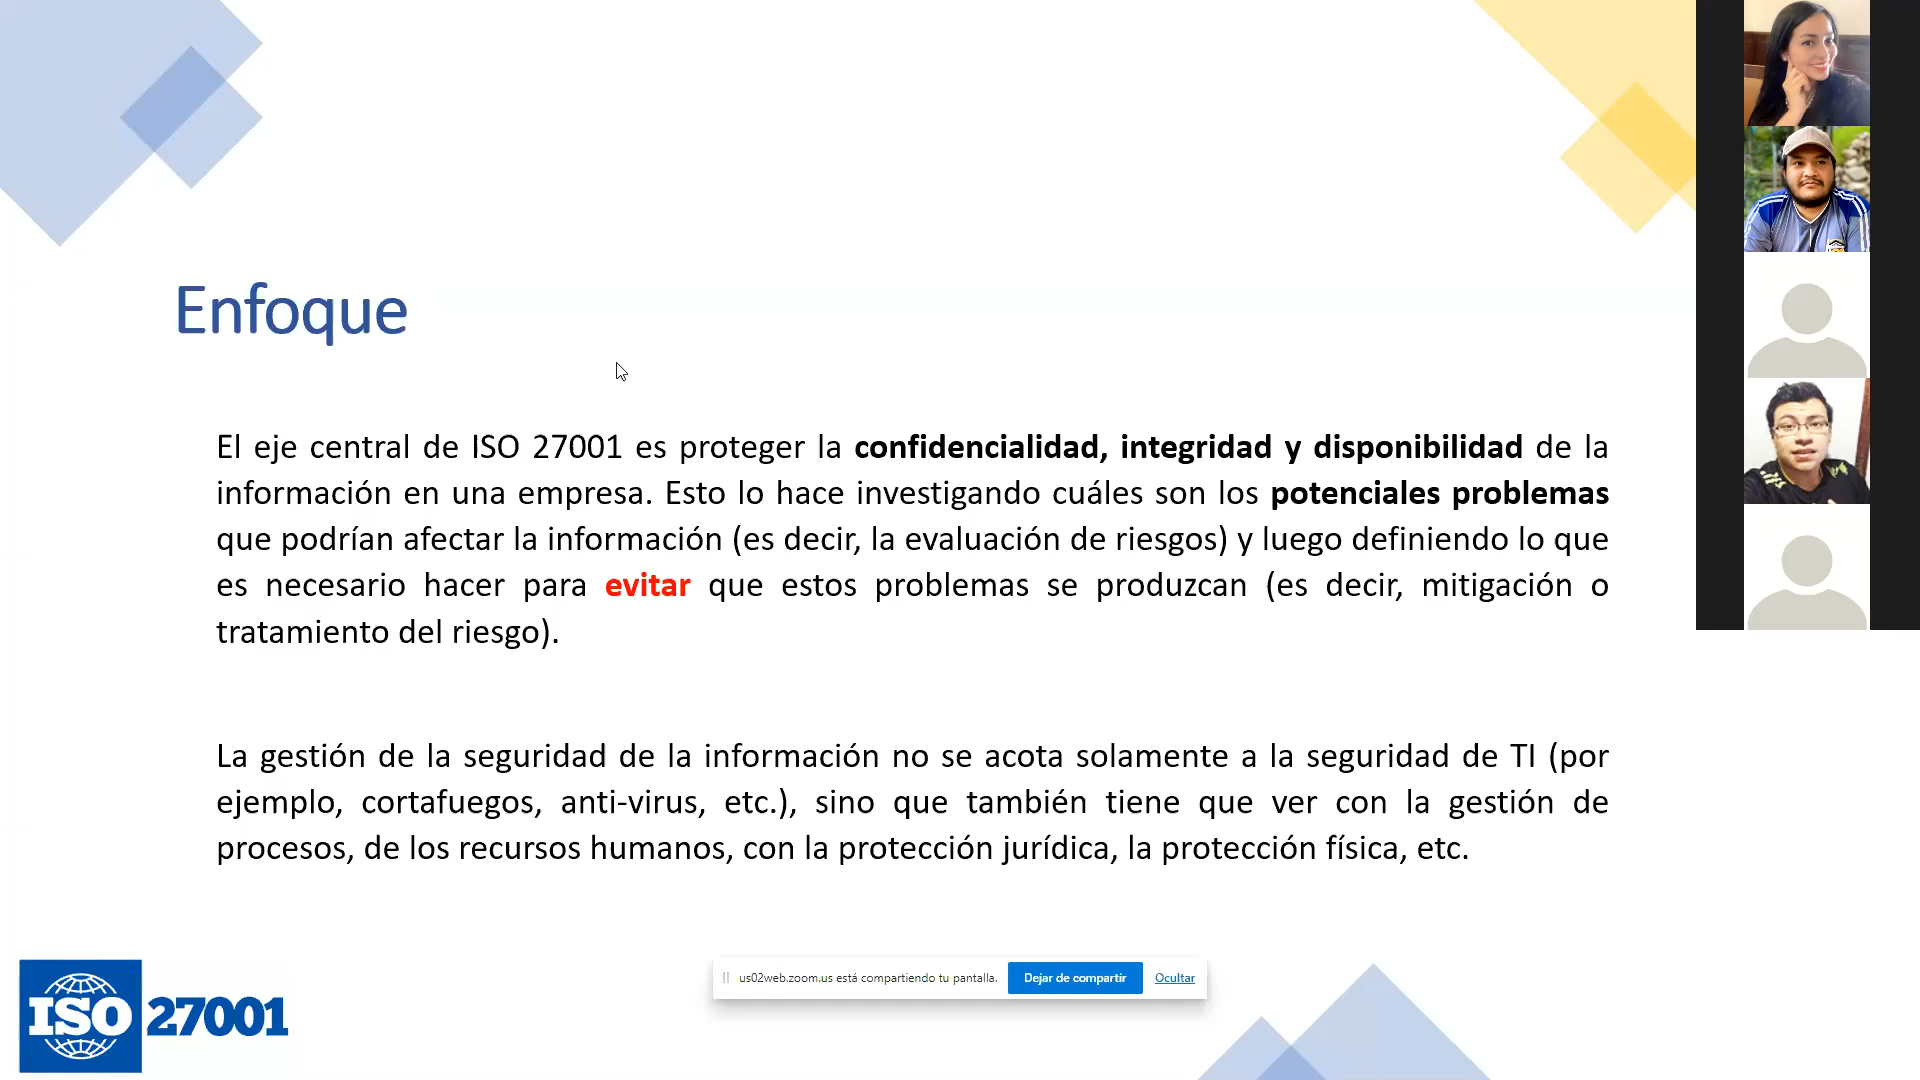 Enfoque
El eje central de ISO 27001 es proteger la confidencialidad, integridad y disponibilidad de la
información en una empresa. Esto lo hace investigando cuáles son los potenciales problemas
que podrían afectar la información (es decir, la evaluación de riesgos) y luego definiendo lo que
es necesario hacer para evitar que estos problemas se produzcan (es decir, mitigación o
tratamiento del riesgo).
La gestión de la seguridad de la información no se acota solamente a la seguridad de TI (por
ejemplo, cortafuegos, anti-virus, etc.), sino que también tiene que ver con la gestión de
procesos, de los recursos humanos, con la protección jurídica, la protección física, etc.
us02web.zoom.us está compartiendo tu pantalla. Dejar de compartir Ocultar
ISO 27001